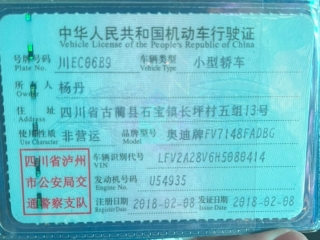 中华人民共和国机动车行驶证
Vehicle License of the People's Republic of China
号牌号码 川EC06B9 车辆类型 小型轿车
Plate No. Vehicle Type
所有人 杨丹
Owner
住址 四川省古蔺县石宝镇长坪村五组13号
Address
使用性质 非营运 品牌型号 奥迪牌FV7148FADBG
Use Character Model
四川省泸州 车辆识别代号 LFV2A28V6H5080414
VIN
市公安局交 发动机号码 U54935
Engine No.
通警察支队 注册日期 2018-02-08 发证日期 2018-02-08
Register Date Issue Date